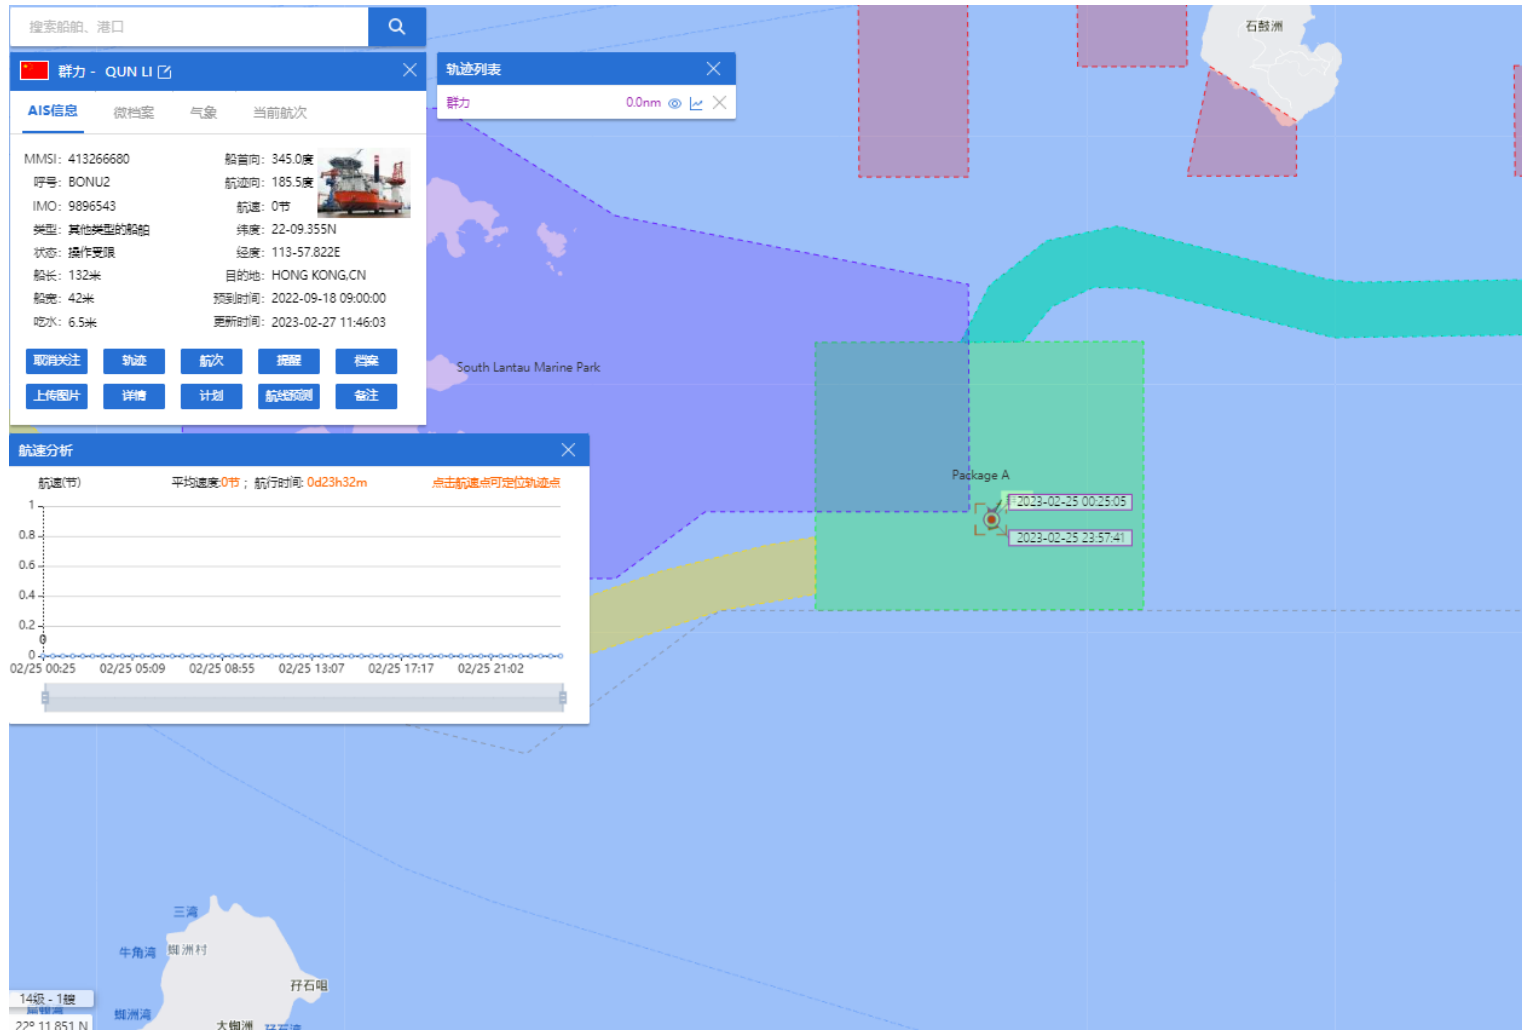 搜索船舶、港口
群力 - QUN LI
AIS信息 微档案 气象 当前航次
MMSI: 413266680 船首向: 345.0度
呼号: BONU2 航迹向: 185.5度
IMO: 9896543 航速: 0节
类型: 其他类型的船舶 纬度: 22-09.355N
状态: 操作受限 经度: 113-57.822E
船长: 132米 目的地: HONG KONG,CN
船宽: 42米 预到时间: 2022-09-18 09:00:00
吃水: 6.5米 更新时间: 2023-02-27 11:46:03
取消关注 轨迹 航次 提醒 档案
上传图片 详情 计划 航线预测 备注
轨迹列表
群力 0.0nm
石鼓洲
South Lantau Marine Park
Package A
2023-02-25 00:25:05
2023-02-25 23:57:41
航速分析
航速(节) 平均速度:0节 ; 航行时间: 0d23h32m 点击航速点可定位轨迹点
1
0.8
0.6
0.4
0.2
0
0
02/25 00:25 02/25 05:09 02/25 08:55 02/25 13:07 02/25 17:17 02/25 21:02
三湾
牛角湾 蜘洲村
孖石咀
14级 - 1艘
蜘洲湾
22° 11.851 N
大蜘洲 孖石湾